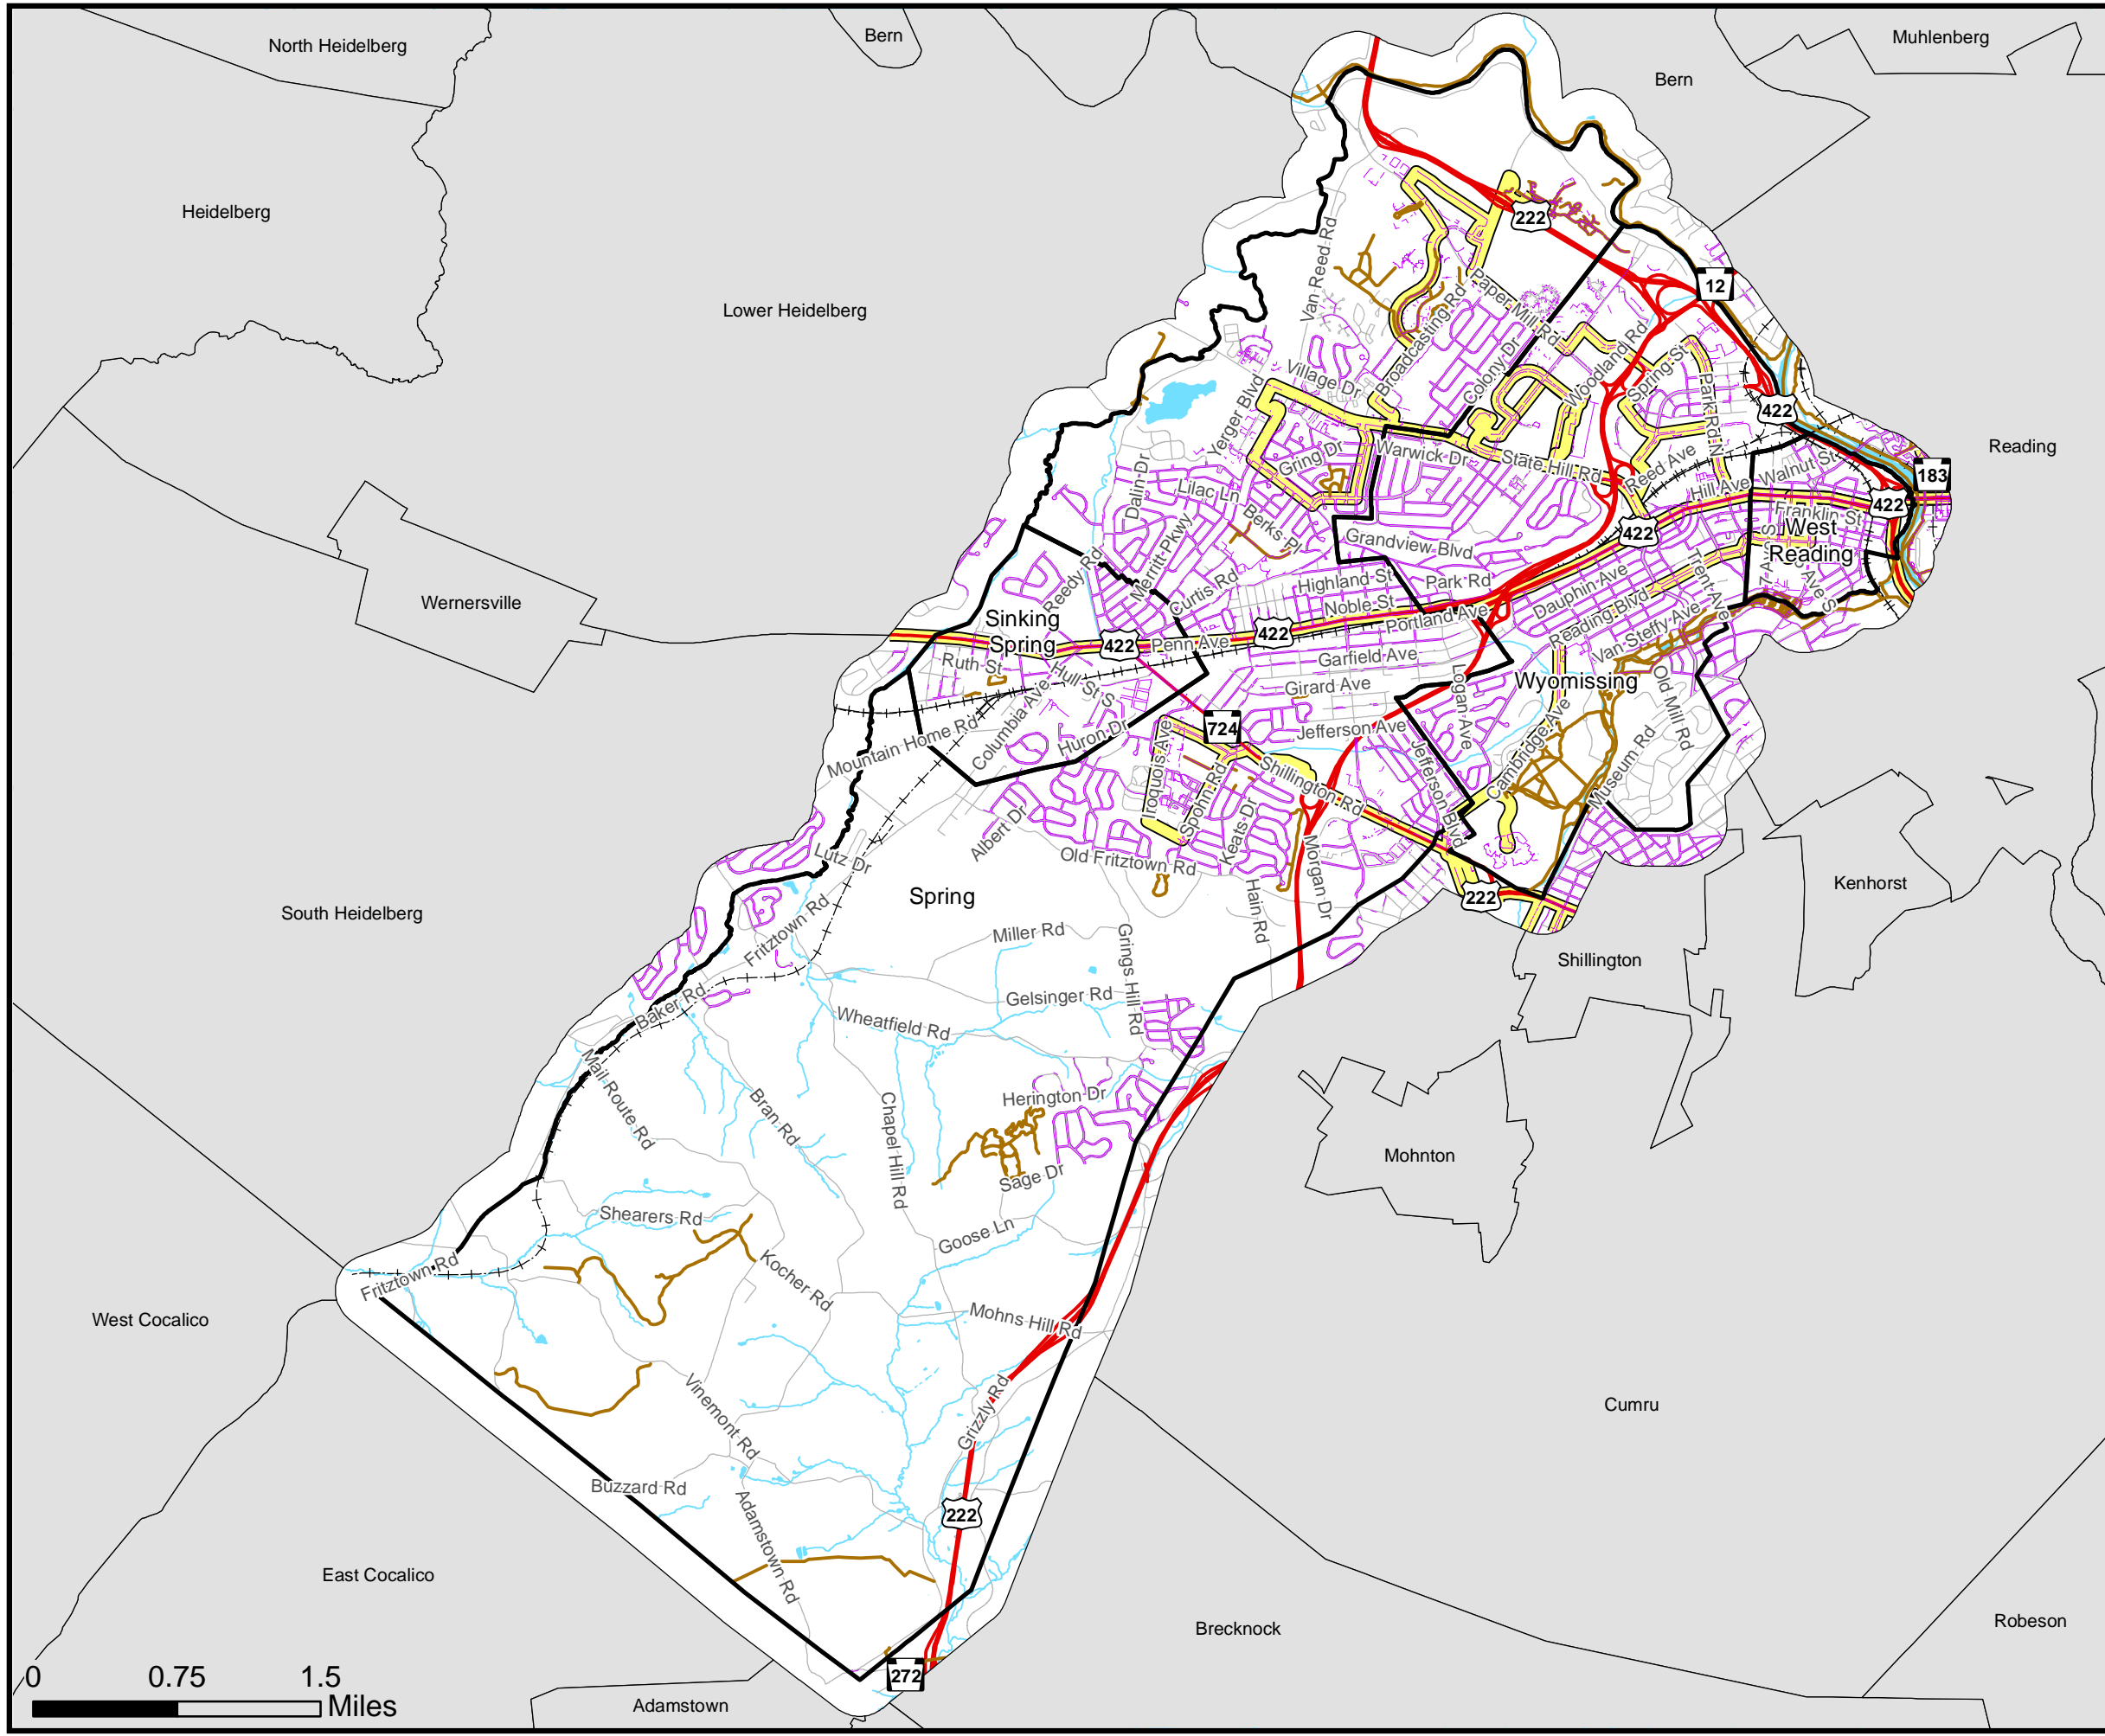 North Heidelberg
Bern
Muhlenberg
Bern
Heidelberg
222
Van Reed Rd
12
Lower Heidelberg
Paper Mill Rd
Broadcasting Rd
Colony Dr
Woodland Rd
Spring St
Park Rd N
Village Dr
Yerger Blvd
422
Reading
Gring Dr
Warwick Dr
State Hill Rd
Reed Ave
Hill Ave
Walnut St
183
Dalin Dr
Lilac Ln
Berks Pl
422
422
Franklin St
West
Reading
Grandview Blvd
Merritt Pkwy
Reedy Rd
Curtis Rd
Highland St
Park Rd
Noble St
Portland Ave
Dauphin Ave
Reading Blvd
Trent Ave
Van Steffy Ave
Wernersville
Sinking
Spring
422
Penn Ave
422
Ruth St
Hull St S
Garfield Ave
Girard Ave
Logan Ave
Wyomissing
Old Mill Rd
Columbia Ave
Mountain Home Rd
Huron Dr
724
Jefferson Ave
Iroquois Ave
Spohn Rd
Shillington Rd
Jefferson Blvd
Cambridge Ave
Museum Rd
Keats Dr
Albert Dr
Lutz Dr
Old Fritztown Rd
Morgan Dr
Hain Rd
222
Kenhorst
South Heidelberg
Spring
Fritztown Rd
Miller Rd
Grings Hill Rd
Shillington
Gelsinger Rd
Baker Rd
Wheatfield Rd
Mail Route Rd
Bran Rd
Chapel Hill Rd
Herington Dr
Mohnton
Sage Dr
Shearers Rd
Goose Ln
Fritztown Rd
Kocher Rd
West Cocalico
Mohns Hill Rd
Vinemont Rd
Grizzly Rd
Cumru
Buzzard Rd
Adamstown Rd
222
East Cocalico
Brecknock
Robeson
272
Adamstown
0 0.75 1.5
Miles